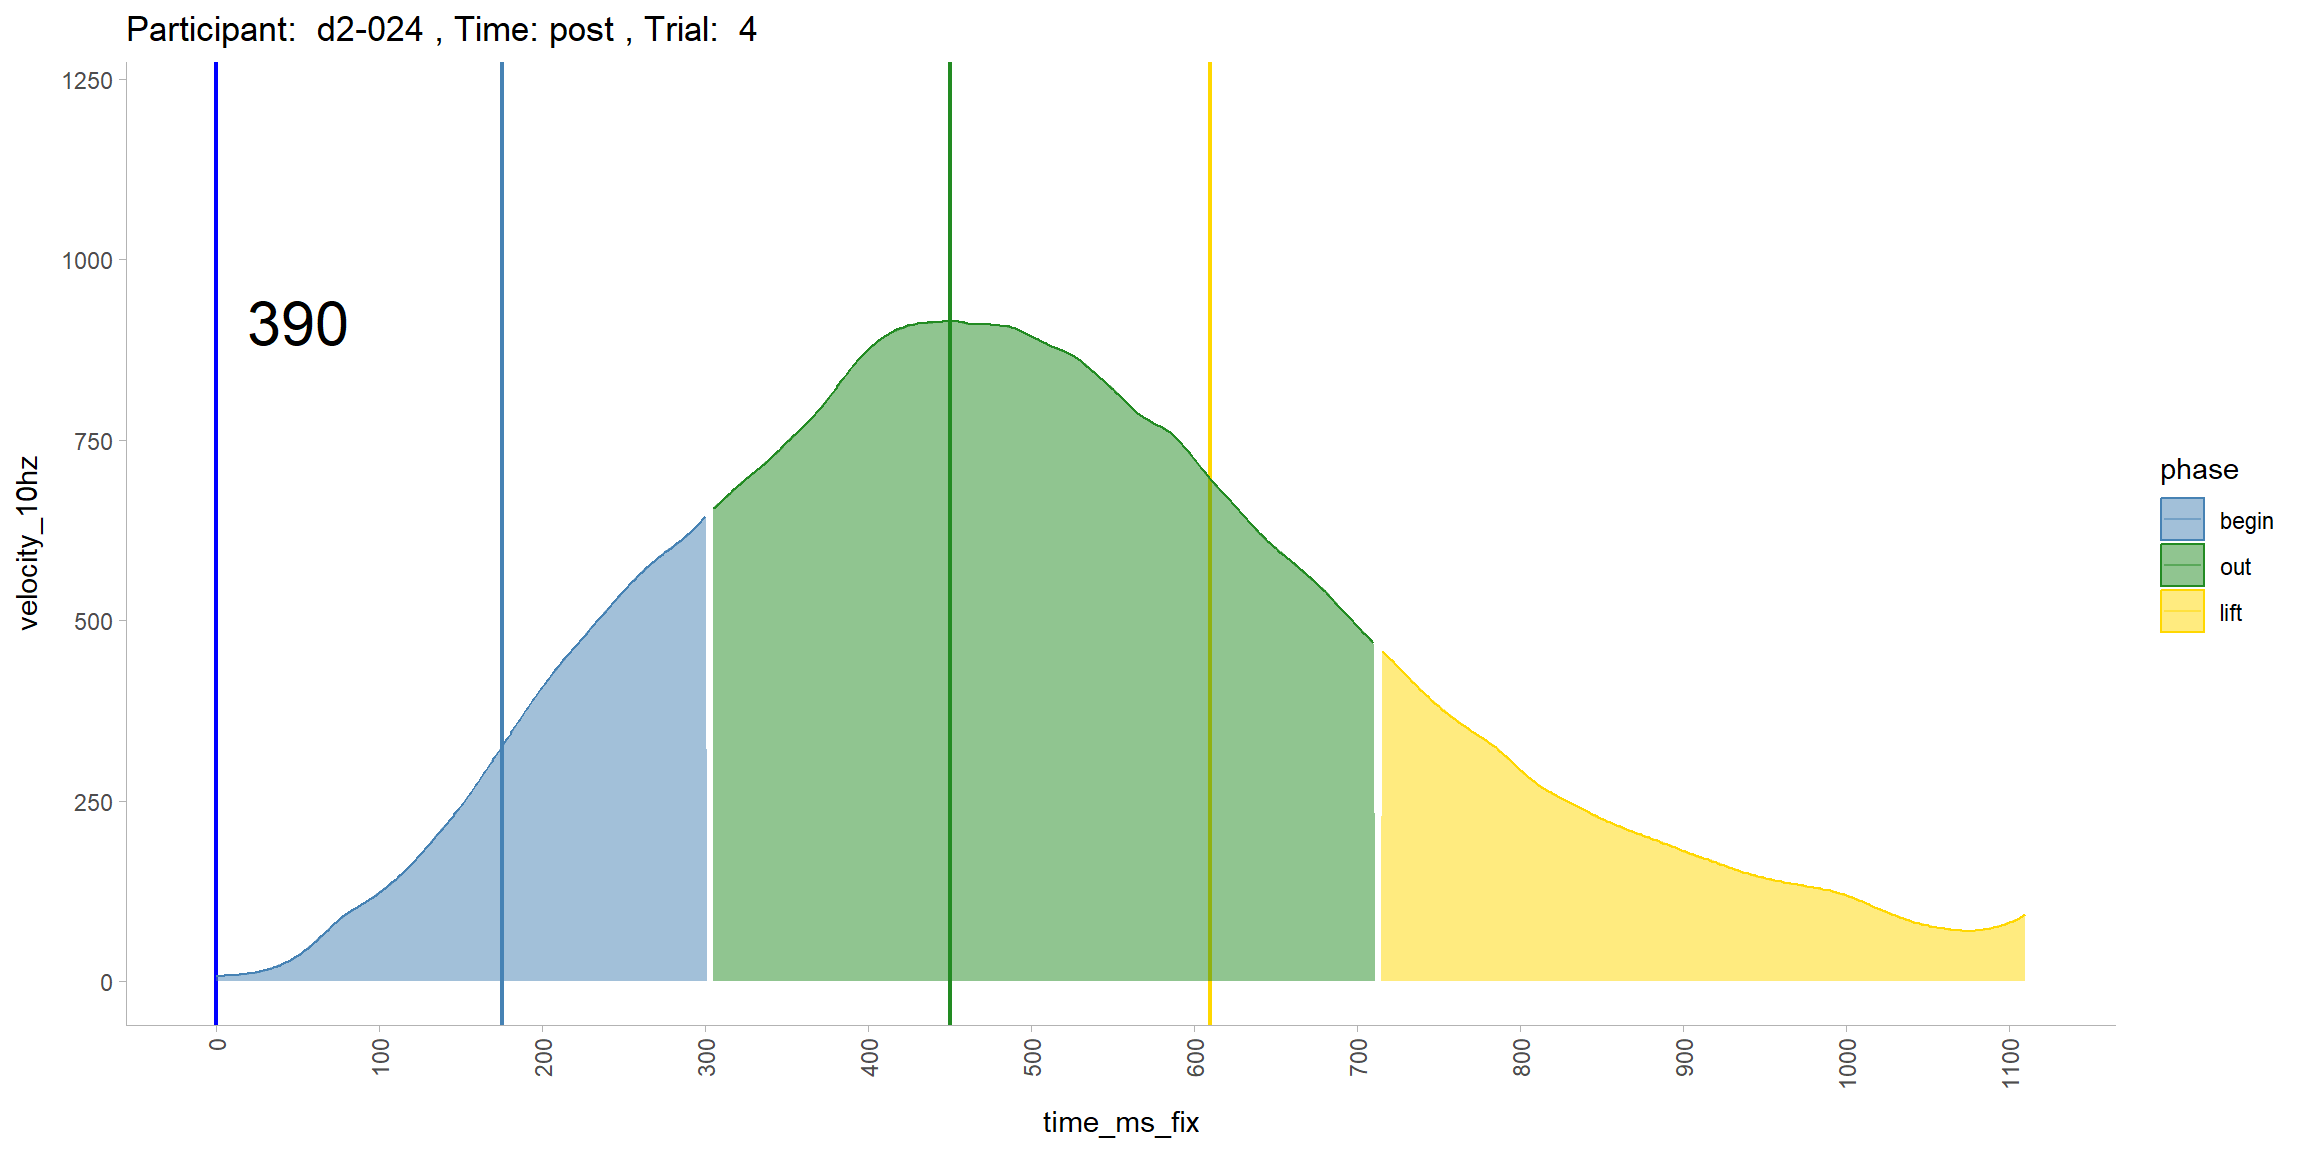 Participant:  d2-024 , Time: post , Trial:  4
1250
1000
750
500
250
0
velocity_10hz
390
0
100
200
300
400
500
600
700
800
900
1000
1100
time_ms_fix
phase
begin
out
lift